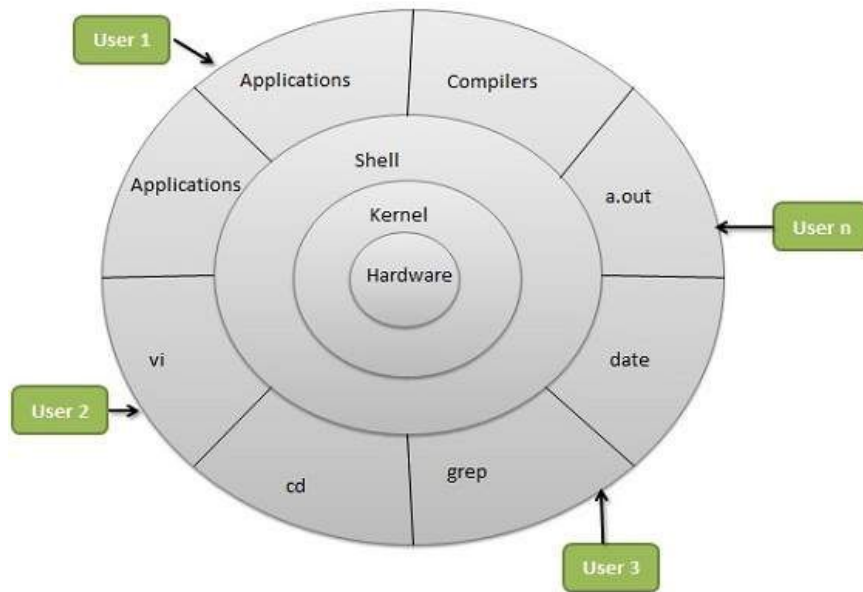 User 1
Applications
Compilers
Shell
Applications
a.out
Kernel
User n
Hardware
vi
date
User 2
grep
cd
User 3